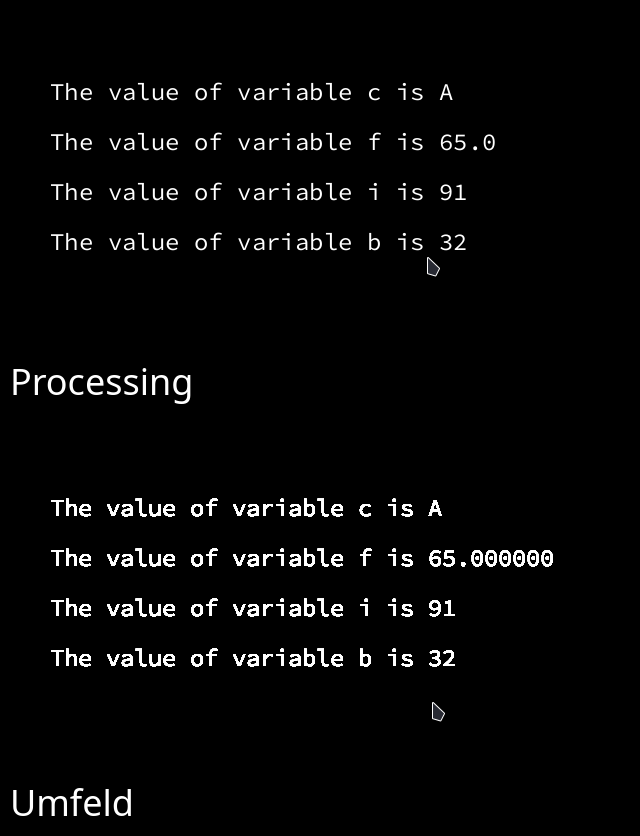 The value of variable c is A
The value of variable f is 65.0
The value of variable i is 91
The value of variable b is 32
Processing
The value of variable c is A
The value of variable f is 65.000000
The value of variable i is 91
The value of variable b is 32
Umfeld